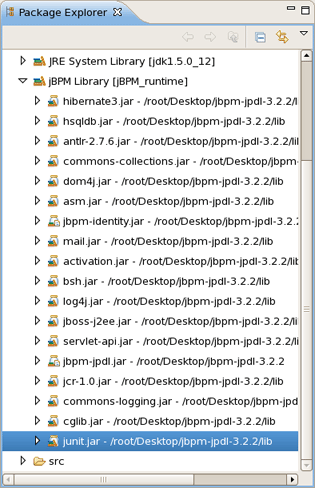 Package Explorer
JRE System Library [jdk1.5.0_12]
jBPM Library [jBPM_runtime]
hibernate3.jar - /root/Desktop/jbpm-jpdl-3.2.2/l
hsqldb.jar - /root/Desktop/jbpm-jpdl-3.2.2/lib
antlr-2.7.6.jar - /root/Desktop/jbpm-jpdl-3.2.2/
commons-collections.jar - /root/Desktop/jbpm-
dom4j.jar - /root/Desktop/jbpm-jpdl-3.2.2/lib
asm.jar - /root/Desktop/jbpm-jpdl-3.2.2/lib
jbpm-identity.jar - /root/Desktop/jbpm-jpdl-3.2.
mail.jar - /root/Desktop/jbpm-jpdl-3.2.2/lib
activation.jar - /root/Desktop/jbpm-jpdl-3.2.2/lib
bsh.jar - /root/Desktop/jbpm-jpdl-3.2.2/lib
log4j.jar - /root/Desktop/jbpm-jpdl-3.2.2/lib
jboss-j2ee.jar - /root/Desktop/jbpm-jpdl-3.2.2/li
servlet-api.jar - /root/Desktop/jbpm-jpdl-3.2.2/li
jbpm-jpdl.jar - /root/Desktop/jbpm-jpdl-3.2.2
jcr-1.0.jar - /root/Desktop/jbpm-jpdl-3.2.2/lib
commons-logging.jar - /root/Desktop/jbpm-jpd
cglib.jar - /root/Desktop/jbpm-jpdl-3.2.2/lib
junit.jar - /root/Desktop/jbpm-jpdl-3.2.2/lib
src